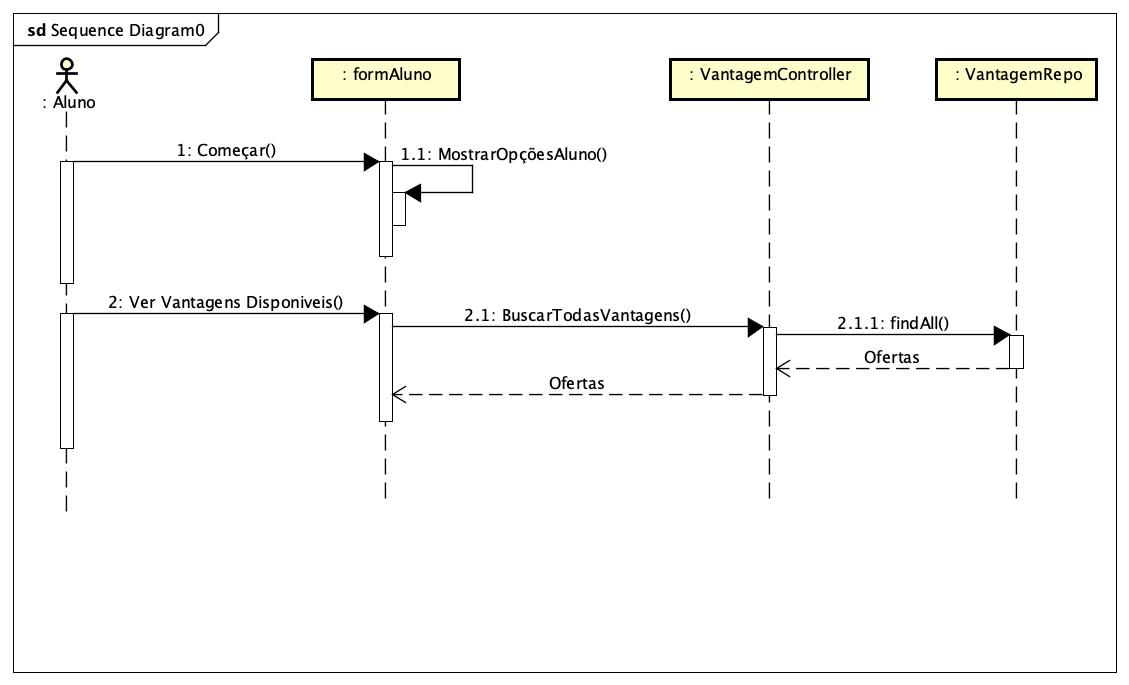 sd Sequence Diagram0
: Aluno
: formAluno
: VantagemController
: VantagemRepo
1: Começar()
1.1: MostrarOpçõesAluno()
2: Ver Vantagens Disponiveis()
2.1: BuscarTodasVantagens()
2.1.1: findAll()
Ofertas
Ofertas